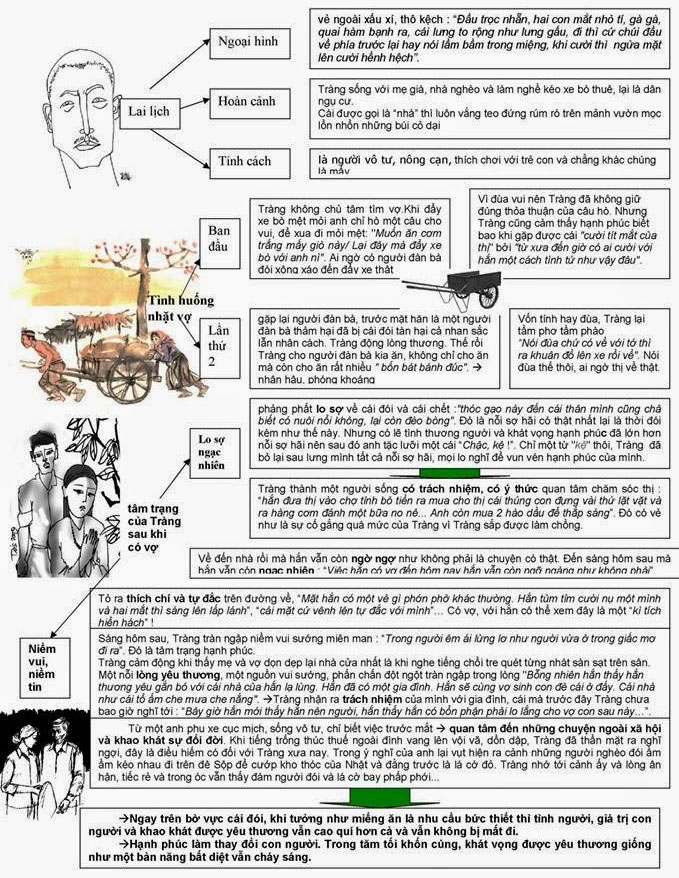 Ngoại hình
vẻ ngoài xấu xí, thô kệch : “Đầu trọc nhẵn, hai con mắt nhỏ tí, gà gà,
quai hàm bạnh ra, cái lưng to rộng như lưng gấu, đi thì cứ chúi đầu
về phía trước lại hay nói lầm bầm trong miệng, khi cười thì ngửa mặt
lên cười hềnh hệch”.
Lai lịch
Hoàn cảnh
Tràng sống với mẹ già, nhà nghèo và làm nghề kéo xe bò thuê, lại là dân
ngụ cư.
Cái được gọi là “nhà” thì luôn vắng teo đứng rúm ró trên mảnh vườn mọc
lổn nhổn những búi cỏ dại
Tính cách
là người vô tư, nông cạn, thích chơi với trẻ con và chẳng khác chúng
là mấy
Ban
đầu
Tràng không chủ tâm tìm vợ.Khi đẩy
xe bò mệt mỏi anh chỉ hò một câu cho
vui, để xua đi mỏi mệt: "Muốn ăn cơm
trắng mấy giò này/ Lại đây mà đẩy xe
bò với anh nì". Ai ngờ có người đàn bà
đói xông xáo đến đẩy xe thật
Vì đùa vui nên Tràng đã không giữ
đúng thỏa thuận của câu hò. Nhưng
Tràng cũng cảm thấy hạnh phúc biết
bao khi gặp được cái "cười tít mắt của
thị" bởi "từ xưa đến giờ có ai cười với
hắn một cách tình tứ như vậy đâu".
Tình huống
nhặt vợ
Lần
thứ
2
gặp lại người đàn bà, trước mặt hắn là một người
đàn bà thảm hại đã bị cái đói tàn hại cả nhan sắc
lẫn nhân cách. Tràng động lòng thương. Thế rồi
Tràng cho người đàn bà kia ăn, không chỉ cho ăn
mà còn cho ăn rất nhiều " bốn bát bánh đúc". →
nhân hậu, phóng khoáng
Vốn tính hay đùa, Tràng lại
tầm phơ tầm phào
“Nói đùa chứ có về với tớ thì
ra khuân đồ lên xe rồi về”. Nói
đùa thế thôi, ai ngờ thị về thật.
Lo sợ
ngạc
nhiên
phảng phất lo sợ về cái đói và cái chết :"thóc gạo này đến cái thân mình cũng chả
biết có nuôi nổi không, lại còn đèo bòng". Đó là nỗi sợ hãi có thật nhất lại là thời đói
kém như thế này. Nhưng có lẽ tình thương người và khát vọng hạnh phúc đã lớn hơn
nỗi sợ hãi nên sau đó anh tặc lưỡi một cái "Chậc, kệ !". Chỉ một từ "kệ" thôi, Tràng đã
bỏ lại sau lưng mình tất cả nỗi sợ hãi, mọi lo nghĩ để vun vén hạnh phúc của mình.
tâm trạng
của Tràng
sau khi
có vợ
Tràng thành một người sống có trách nhiệm, có ý thức quan tâm chăm sóc thị :
“hắn đưa thị vào chợ tỉnh bỏ tiền ra mua cho thị cái thúng con đựng vài thứ lặt vặt và
ra hàng cơm đánh một bữa no nê... Anh còn mua 2 hào dầu để thắp sáng”. Đó có vẻ
như là sự cố gắng quá mức của Tràng vì Tràng sắp được làm chồng.
Về đến nhà rồi mà hắn vẫn còn ngờ ngợ như không phải là chuyện có thật. Đến sáng hôm sau mà
hắn vẫn còn ngạc nhiên : “Việc hắn có vợ đến hôm nay hắn vẫn còn ngỡ ngàng như không phải”
Niềm
vui,
niềm
tin
Tỏ ra thích chí và tự đắc trên đường về, “Mặt hắn có một vẻ gì phớn phở khác thường. Hắn tủm tỉm cười nụ một mình
và hai mắt thì sáng lên lấp lánh”, “cái mặt cứ vênh lên tự đắc với mình”... Có vợ, với hắn có thể xem đây là một “kì tích
hiển hách” !
Sáng hôm sau, Tràng tràn ngập niềm vui sướng miên man : “Trong người êm ái lửng lơ như người vừa ở trong giấc mơ
đi ra”. Đó là tâm trạng hạnh phúc.
Tràng cảm động khi thấy mẹ và vợ dọn dẹp lại nhà cửa nhất là khi nghe tiếng chổi tre quét từng nhát sàn sạt trên sân.
Một nỗi lòng yêu thương, một nguồn vui sướng, phấn chấn đột ngột tràn ngập trong lòng "Bỗng nhiên hắn thấy hắn
thương yêu gắn bó với cái nhà của hắn lạ lùng. Hắn đã có một gia đình. Hắn sẽ cùng vợ sinh con đẻ cái ở đấy. Cái nhà
như cái tổ ấm che mưa che nắng”. →Tràng nhận ra trách nhiệm của mình với gia đình, cái mà trước đây Tràng chưa
bao giờ nghĩ tới : “Bây giờ hắn mới thấy hắn nên người, hắn thấy hắn có bổn phận phải lo lắng cho vợ con sau này...”.
Từ một anh phu xe cục mịch, sống vô tư, chỉ biết việc trước mắt → quan tâm đến những chuyện ngoài xã hội
và khao khát sự đổi đời. Khi tiếng trống thúc thuế ngoài đình vang lên vội vã, dồn dập, Tràng đã thần mặt ra nghĩ
ngợi, đây là điều hiếm có đối với Tràng xưa nay. Trong ý nghĩ của anh lại vụt hiện ra cảnh những người nghèo đói ầm
ầm kéo nhau đi trên đê Sộp để cướp kho thóc của Nhật và đằng trước là lá cờ đỏ. Tràng nhớ tới cảnh ấy và lòng ân
hận, tiếc rẻ và trong óc vẫn thấy đám người đói và lá cờ bay phấp phới...
→Ngay trên bờ vực cái đói, khi tưởng như miếng ăn là nhu cầu bức thiết thì tình người, giá trị con
người và khao khát được yêu thương vẫn cao quí hơn cả và vẫn không bị mất đi.
→Hạnh phúc làm thay đổi con người. Trong tăm tối khốn cùng, khát vọng được yêu thương giống
như một bản năng bất diệt vẫn cháy sáng.